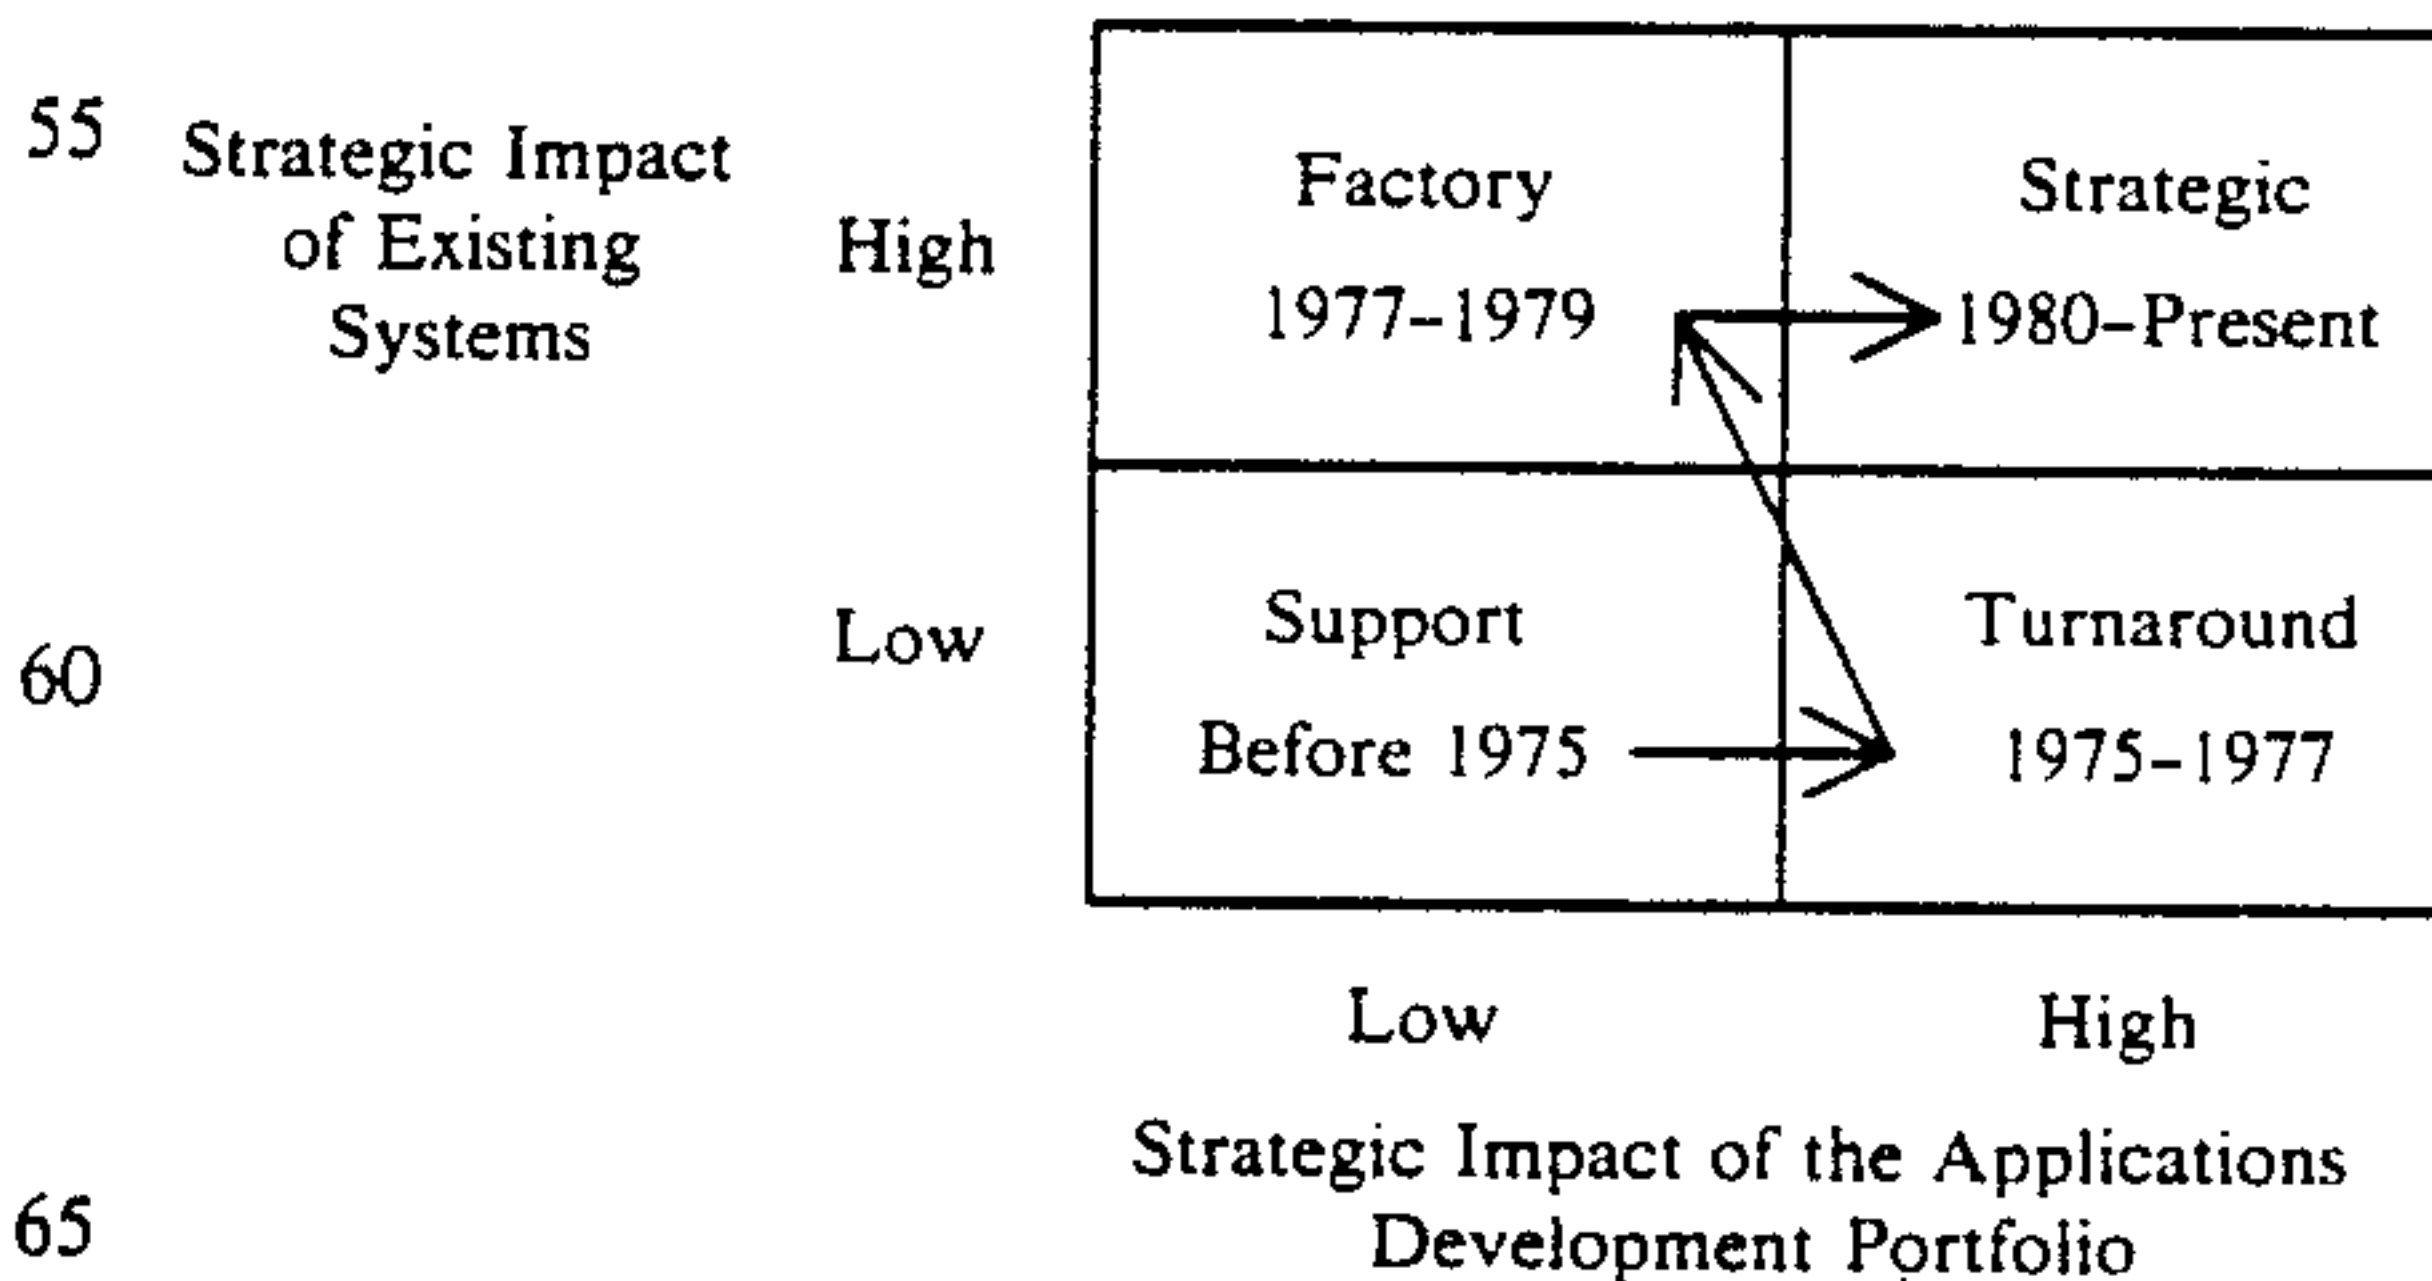 55
Strategic Impact
of Existing
Systems
High
Factory
1977–1979
Strategic
1980–Present
60
Low
Support
Before 1975
Turnaround
1975–1977
Low
High
65
Strategic Impact of the Applications
Development Portfolio